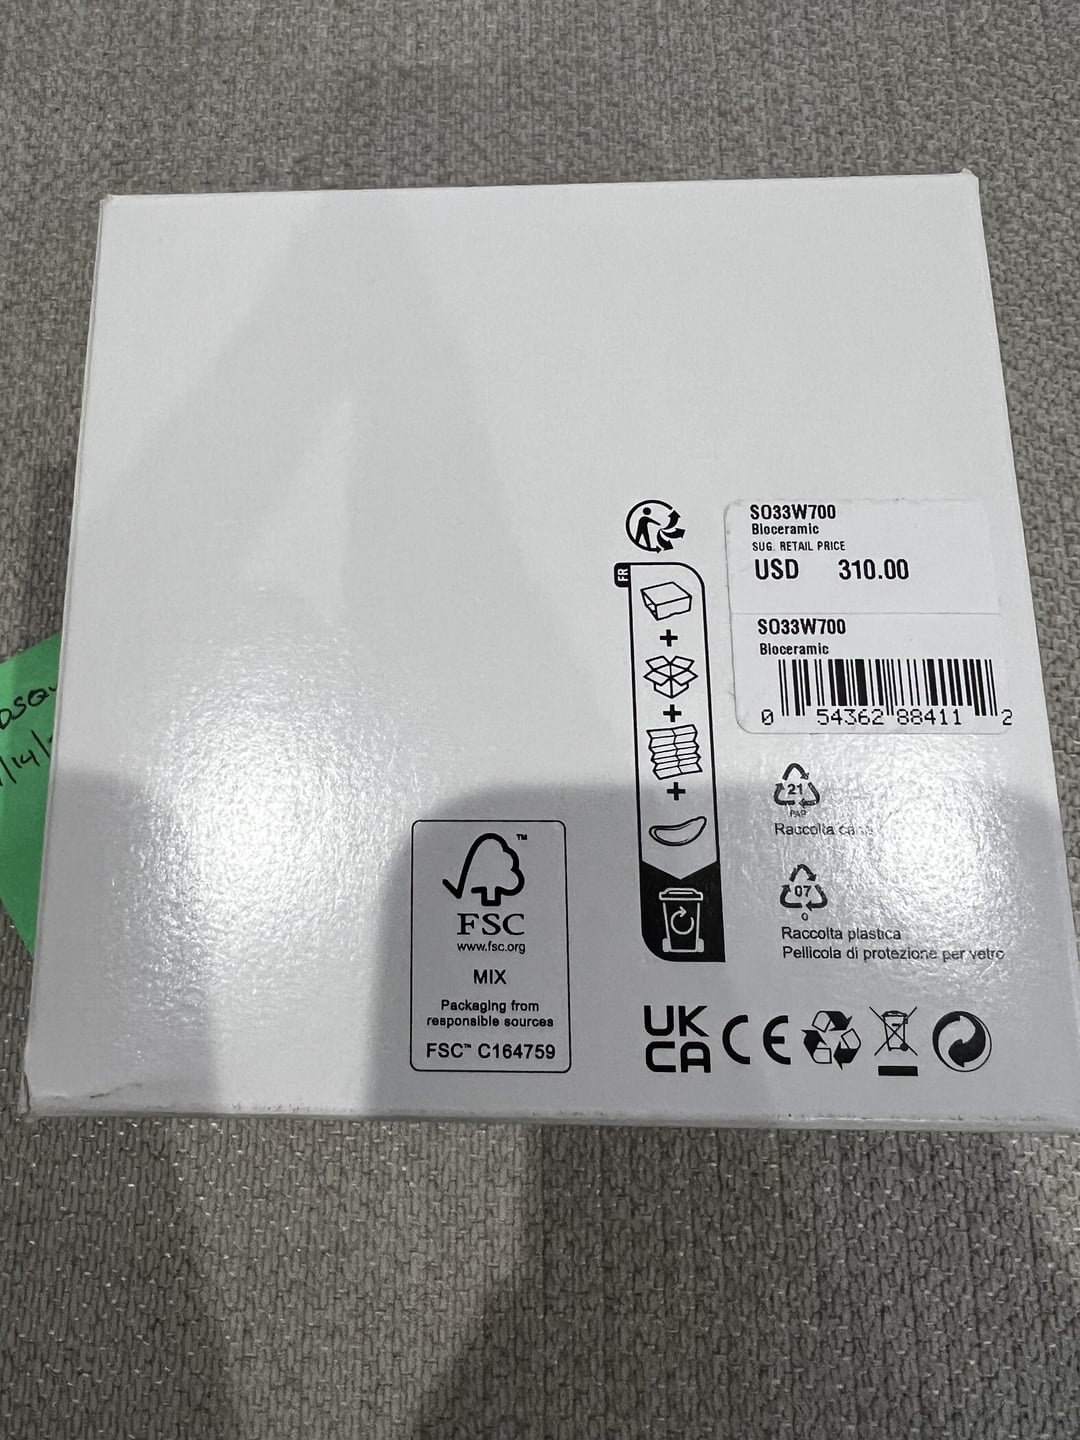 SO33W700
Bioceramic
SUG. RETAIL PRICE
USD 310.00
SO33W700
Bioceramic
0 54362 88411 2
FR
21
PAP
Raccolta
07
O
Raccolta plastica
Pellicola di protezione per vetro
™
FSC
www.fsc.org
MIX
Packaging from
responsible sources
FSC™ C164759
UK
CA CE